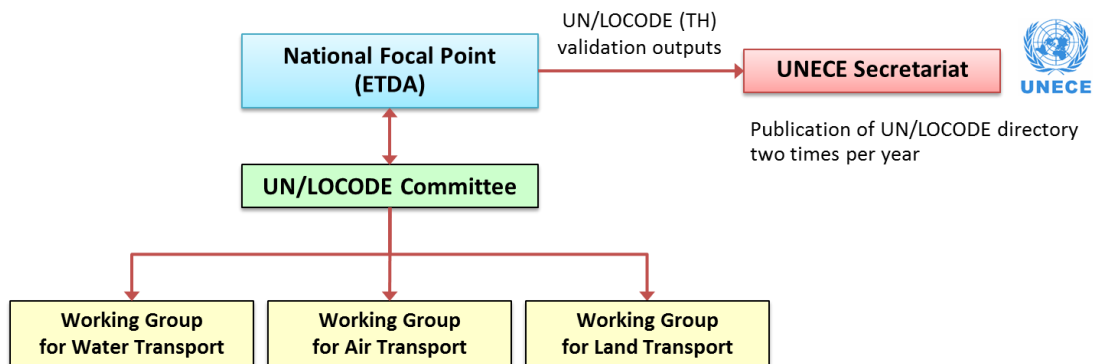 UN/LOCODE (TH)
validation outputs
National Focal Point
(ETDA)
UNECE Secretariat
UNECE
Publication of UN/LOCODE directory
two times per year
UN/LOCODE Committee
Working Group
for Water Transport
Working Group
for Air Transport
Working Group
for Land Transport